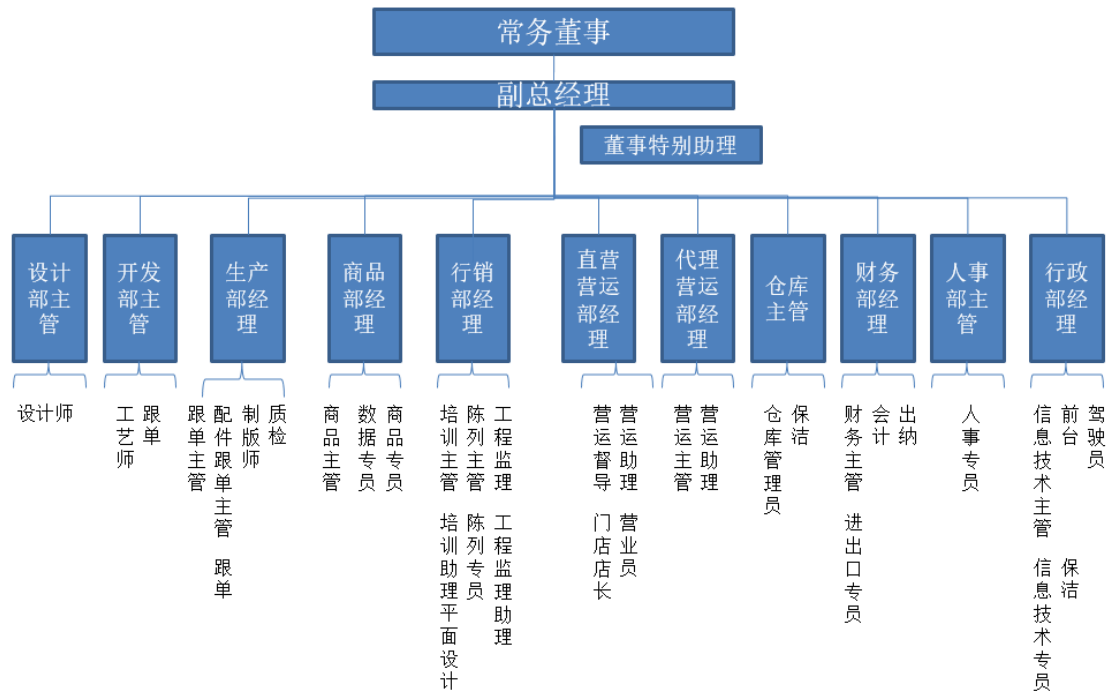 常务董事
副总经理
董事特别助理
设计
部主
管
开发
部主
管
生产
部经
理
商品
部经
理
行销
部经
理
直营
营运
部经
理
代理
营运
部经
理
仓库
主管
财务
部经
理
人事
部主
管
行政
部经
理
设计师
工艺师
跟单
跟单主管
配件跟单主管 跟单
制版师
质检
商品主管
数据专员
商品专员
培训主管 培训助理平面设计
陈列主管 陈列专员
工程监理 工程监理助理
营运督导 门店店长
营运助理 营业员
营运主管
营运助理
仓库管理员
保洁
财务主管 进出口专员
会计
出纳
人事专员
信息技术主管 信息技术专员
前台 保洁
驾驶员